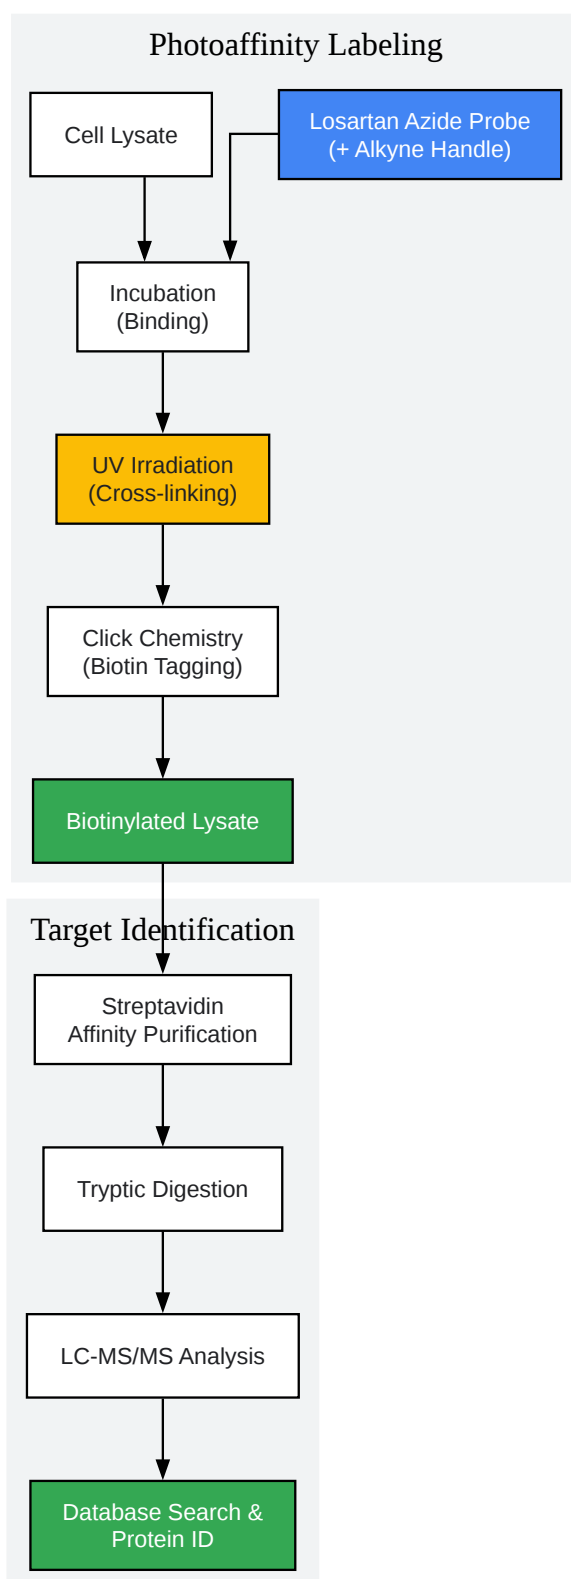 Photoaffinity Labeling
Cell Lysate
Losartan Azide Probe
(+ Alkyne Handle)
Incubation
(Binding)
UV Irradiation
(Cross-linking)
Click Chemistry
(Biotin Tagging)
Biotinylated Lysate
Target Identification
Streptavidin
Affinity Purification
Tryptic Digestion
LC-MS/MS Analysis
Database Search &
Protein ID